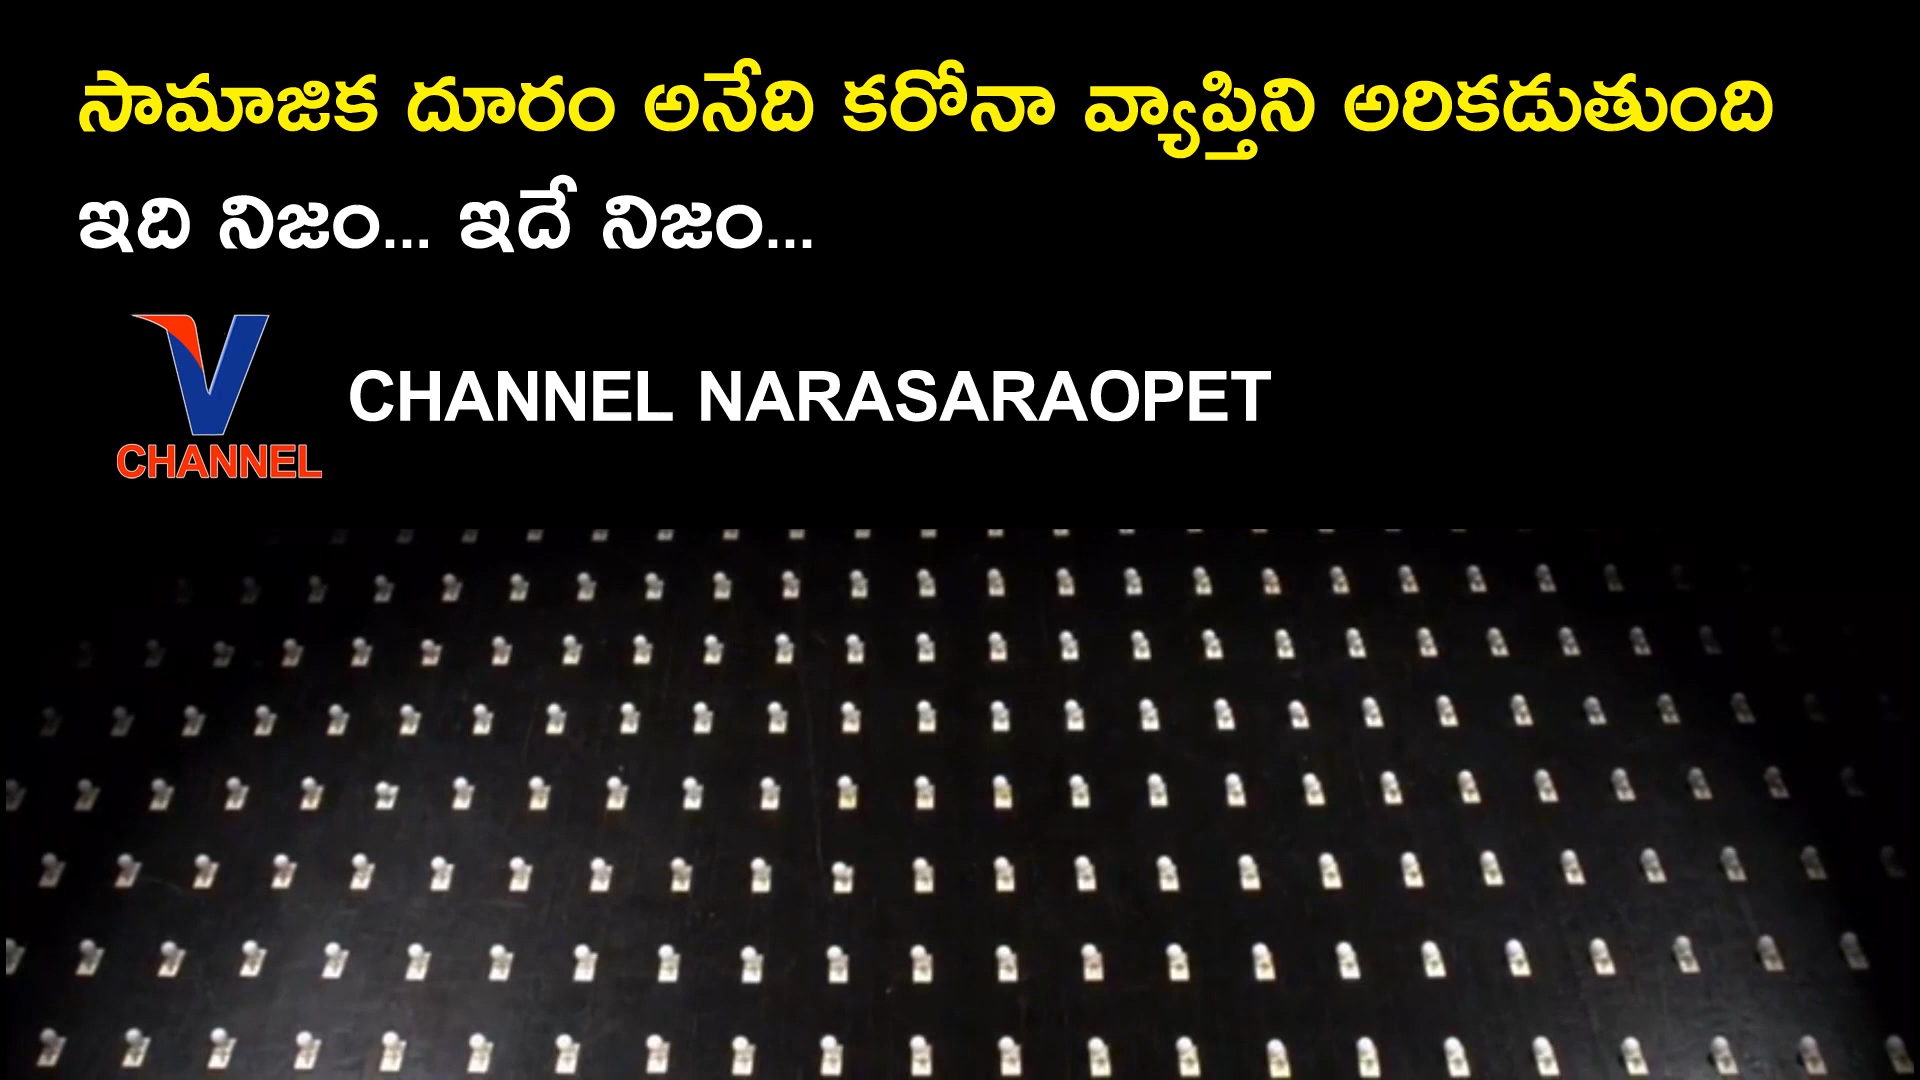 సామాజిక దూరం అనేది కరోనా వ్యాప్తిని అరికడుతుంది
ఇది నిజం... ఇదే నిజం...
V CHANNEL
CHANNEL NARASARAOPET